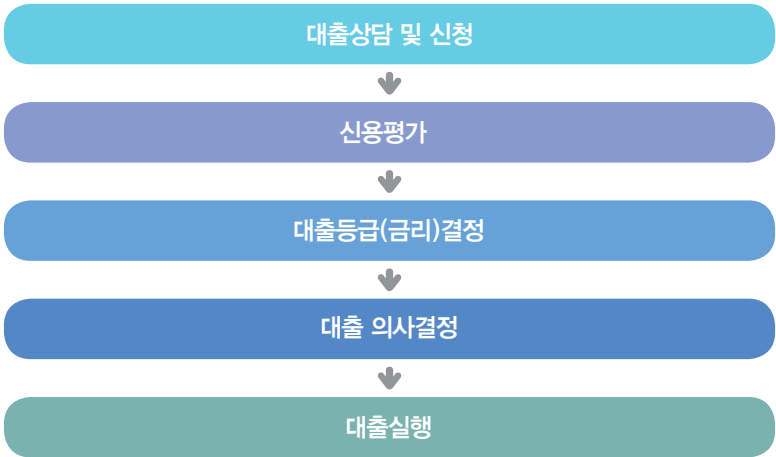 대출상담 및 신청
신용평가
대출등급(금리)결정
대출 의사결정
대출실행